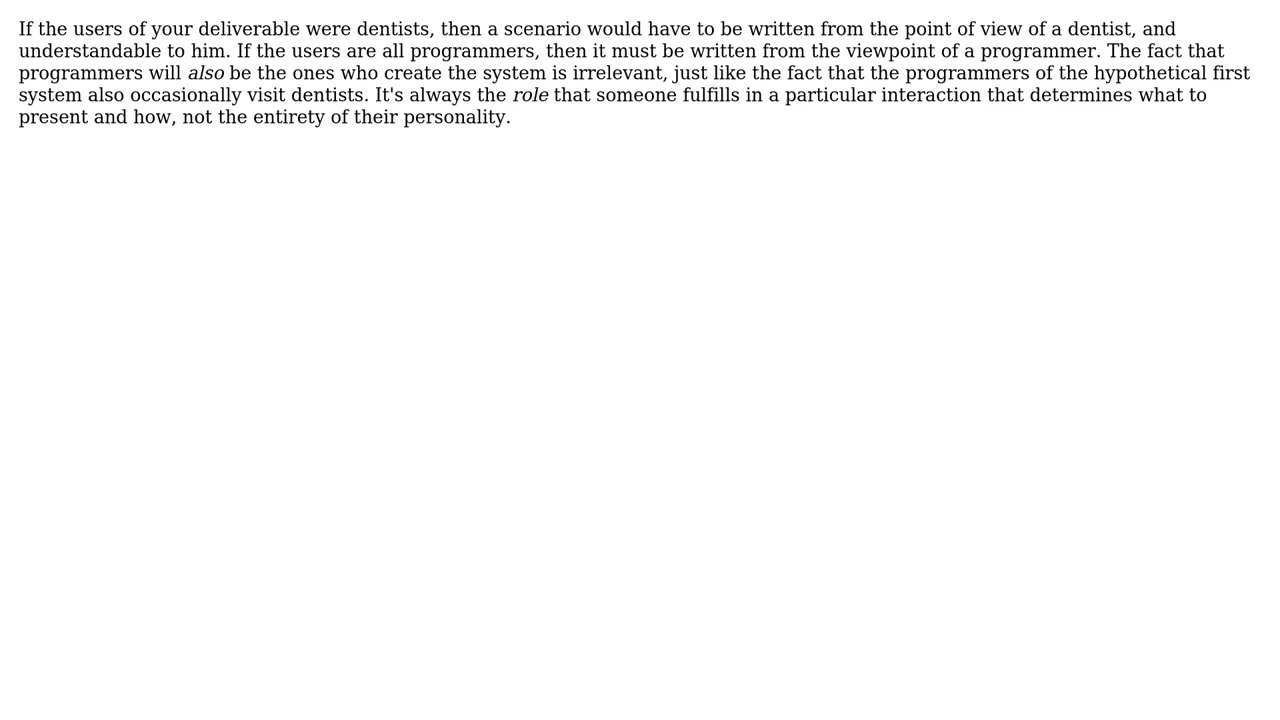 If the users of your deliverable were dentists, then a scenario would have to be written from the point of view of a dentist, and
understandable to him. If the users are all programmers, then it must be written from the viewpoint of a programmer. The fact that
programmers will also be the ones who create the system is irrelevant, just like the fact that the programmers of the hypothetical first
system also occasionally visit dentists. It's always the role that someone fulfills in a particular interaction that determines what to
present and how, not the entirety of their personality.